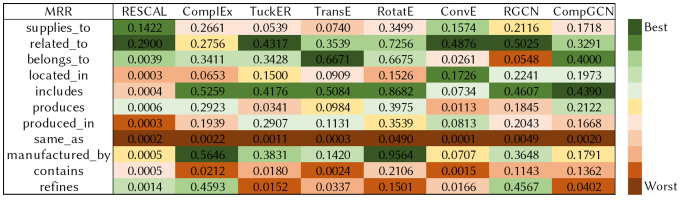 MRR RESCAL ComplEx TuckER TransE RotatE ConvE RGCN CompGCN
supplies_to 0.1422 0.2661 0.0539 0.0740 0.3499 0.1574 0.2116 0.1718
related_to 0.2900 0.2756 0.4317 0.3539 0.7256 0.4876 0.5025 0.3291
belongs_to 0.0039 0.3411 0.3428 0.6671 0.6675 0.0261 0.0548 0.4000
located_in 0.0003 0.0653 0.1500 0.0909 0.1526 0.1726 0.2241 0.1973
includes 0.0004 0.5259 0.4176 0.5084 0.8682 0.0734 0.4607 0.4390
produces 0.0006 0.2923 0.0341 0.0984 0.3975 0.0113 0.1845 0.2122
produced_in 0.0003 0.1939 0.2907 0.1131 0.3539 0.0813 0.2043 0.1668
same_as 0.0002 0.0022 0.0011 0.0003 0.0490 0.0001 0.0049 0.0020
manufactured_by 0.0005 0.5646 0.3831 0.1420 0.9564 0.0707 0.3648 0.1791
contains 0.0005 0.0212 0.0180 0.0024 0.2106 0.0015 0.1143 0.1362
refines 0.0014 0.4593 0.0152 0.0337 0.1501 0.0166 0.4567 0.0402
Best
Worst